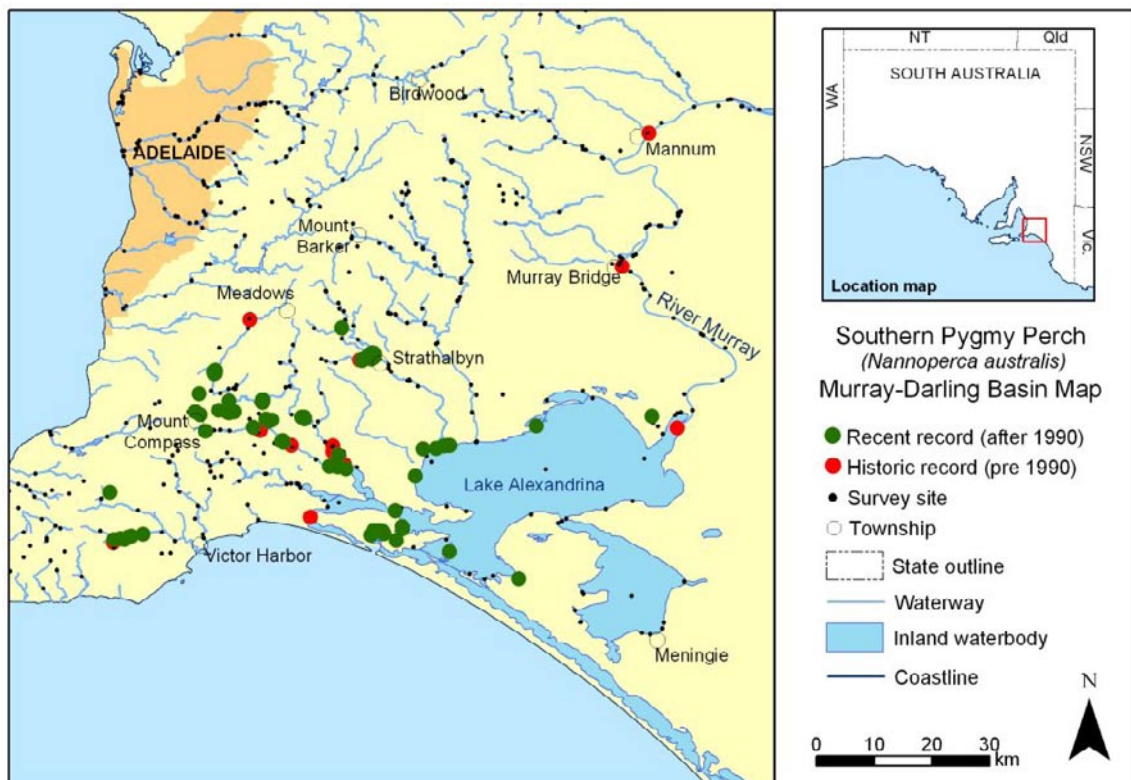 Birdwood
ADELAIDE
Mannum
Mount
Barker
Murray Bridge
Meadows
River Murray
Strathalbyn
Mount
Compass
Lake Alexandrina
Victor Harbor
Meningie
NT
Qld
SOUTH AUSTRALIA
WA
NSW
Vic.
Location map
Southern Pygmy Perch
(Nannoperca australis)
Murray-Darling Basin Map
Recent record (after 1990)
Historic record (pre 1990)
Survey site
Township
State outline
Waterway
Inland waterbody
Coastline
N
0 10 20 30
km